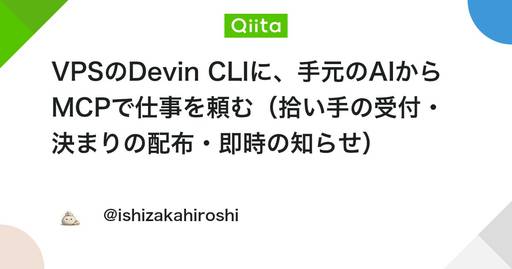 Qiita
VPSのDevin CLIに、手元のAIから
MCPで仕事を頼む（拾い手の受付・
決まりの配布・即時の知らせ）
@ishizakahiroshi